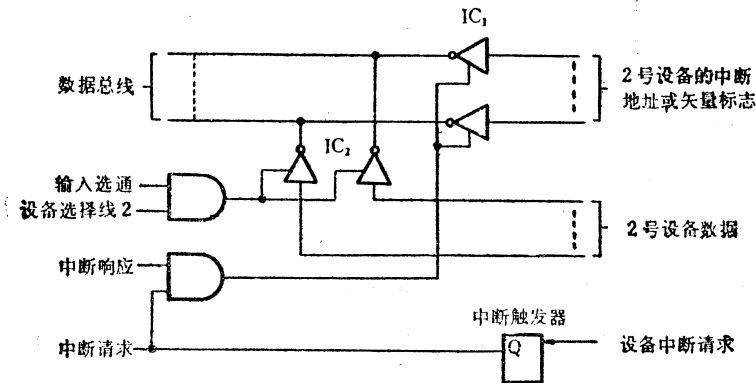 IC₁
数据总线
2号设备的中断
地址或矢量标志
IC₂
输入选通
设备选择线2
2号设备数据
中断响应
中断触发器
中断请求
Q
设备中断请求